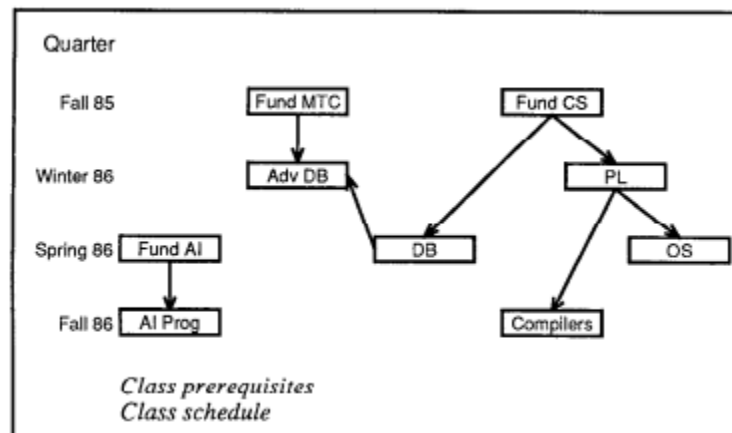 Quarter
Fall 85 Fund MTC Fund CS
Winter 86 Adv DB PL
Spring 86 Fund AI DB OS
Fall 86 AI Prog Compilers
Class prerequisites
Class schedule